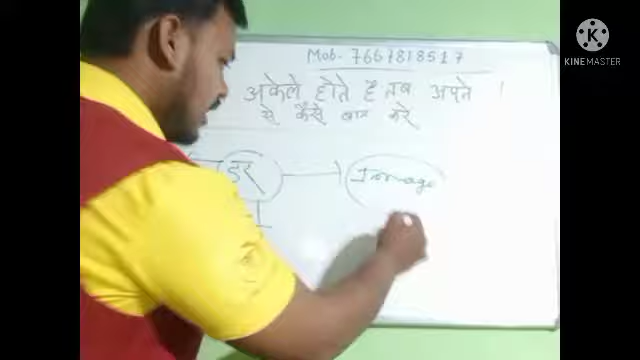 Mob- 7667818517
अकेले होते है तब अपने
से कैसे बात करे
डर
Image
KINEMASTER